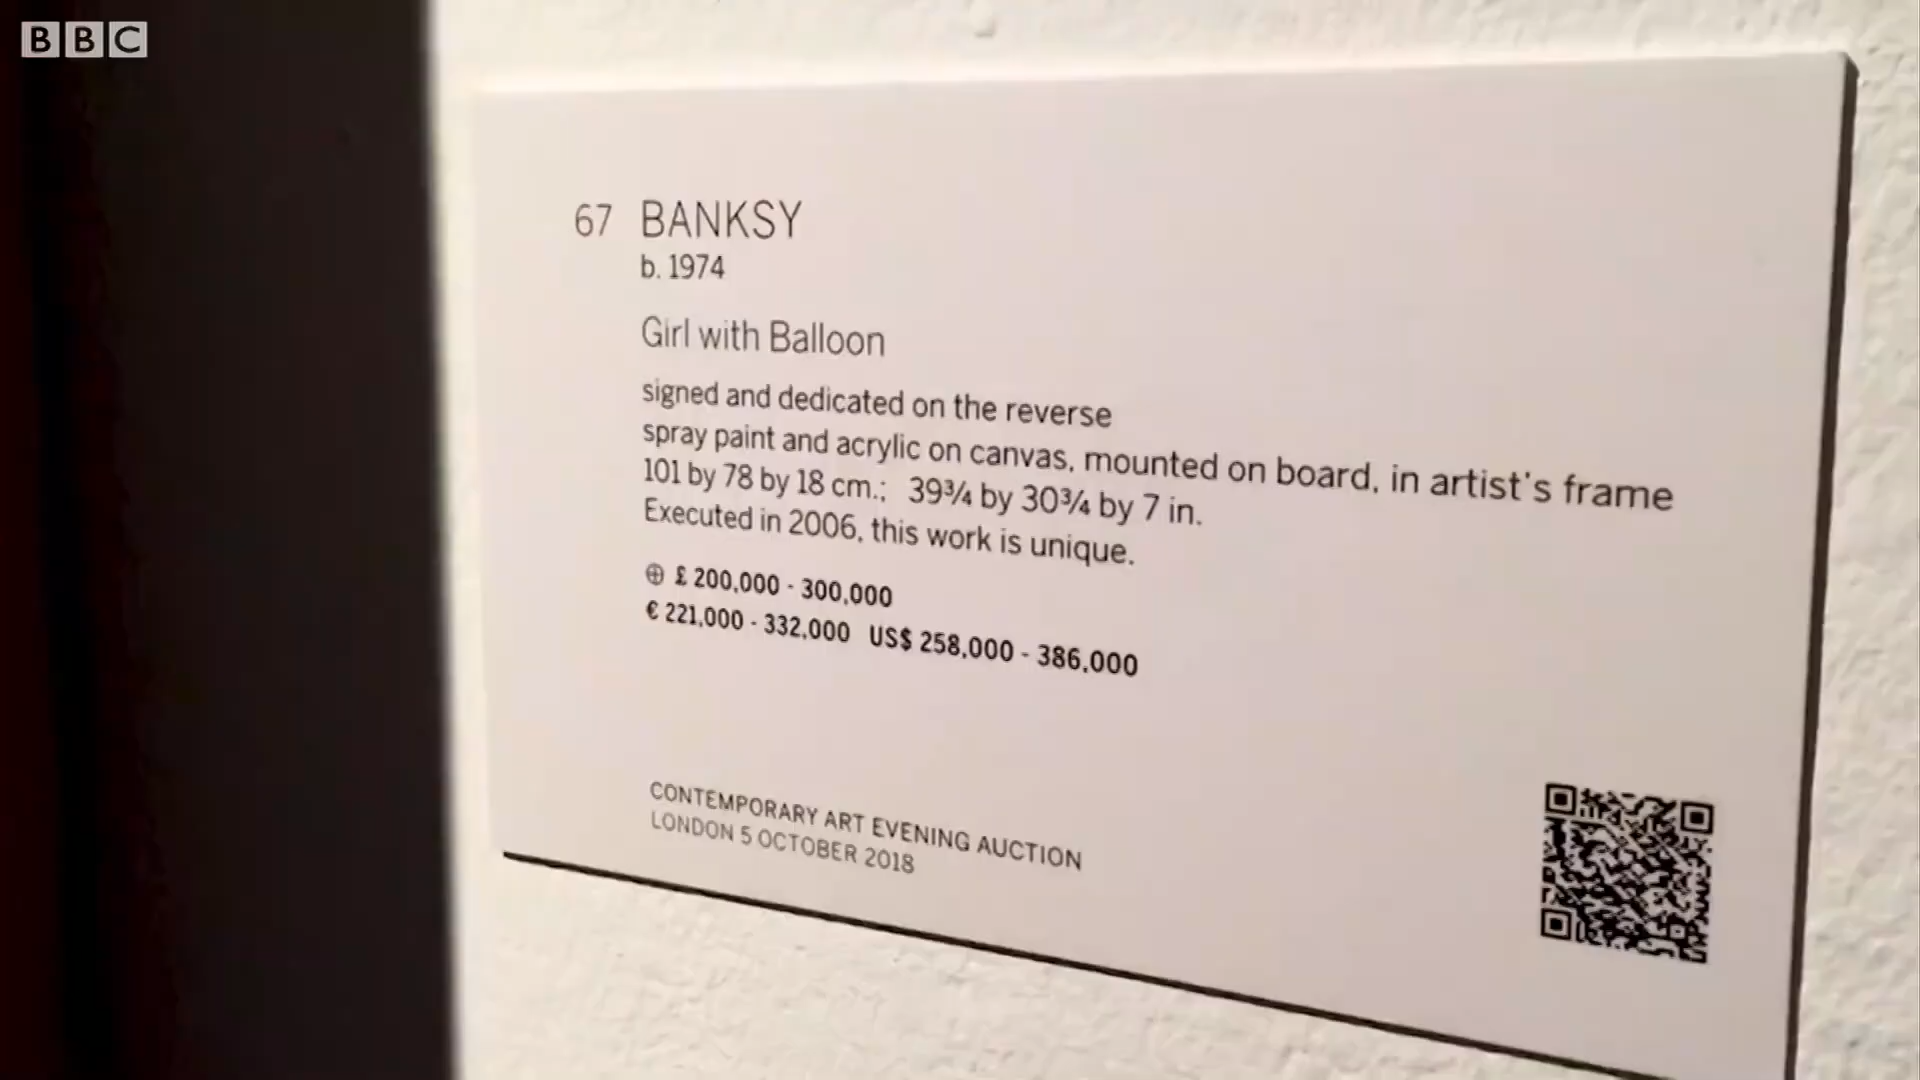 BBC
67 BANKSY
b. 1974
Girl with Balloon
signed and dedicated on the reverse
spray paint and acrylic on canvas, mounted on board, in artist's frame
101 by 78 by 18 cm.; 39¾ by 30¾ by 7 in.
Executed in 2006, this work is unique.
⊕ £ 200,000 - 300,000
€ 221,000 - 332,000 US$ 258,000 - 386,000
CONTEMPORARY ART EVENING AUCTION
LONDON 5 OCTOBER 2018